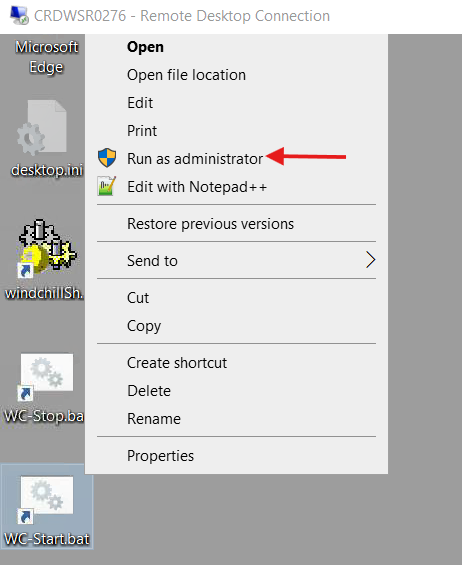 CRDWSR0276 - Remote Desktop Connection
Microsoft
Edge
desktop.ini
windchillSh.
WC-Stop.ba
WC-Start.bat
Open
Open file location
Edit
Print
Run as administrator
Edit with Notepad++
Restore previous versions
Send to
Cut
Copy
Create shortcut
Delete
Rename
Properties